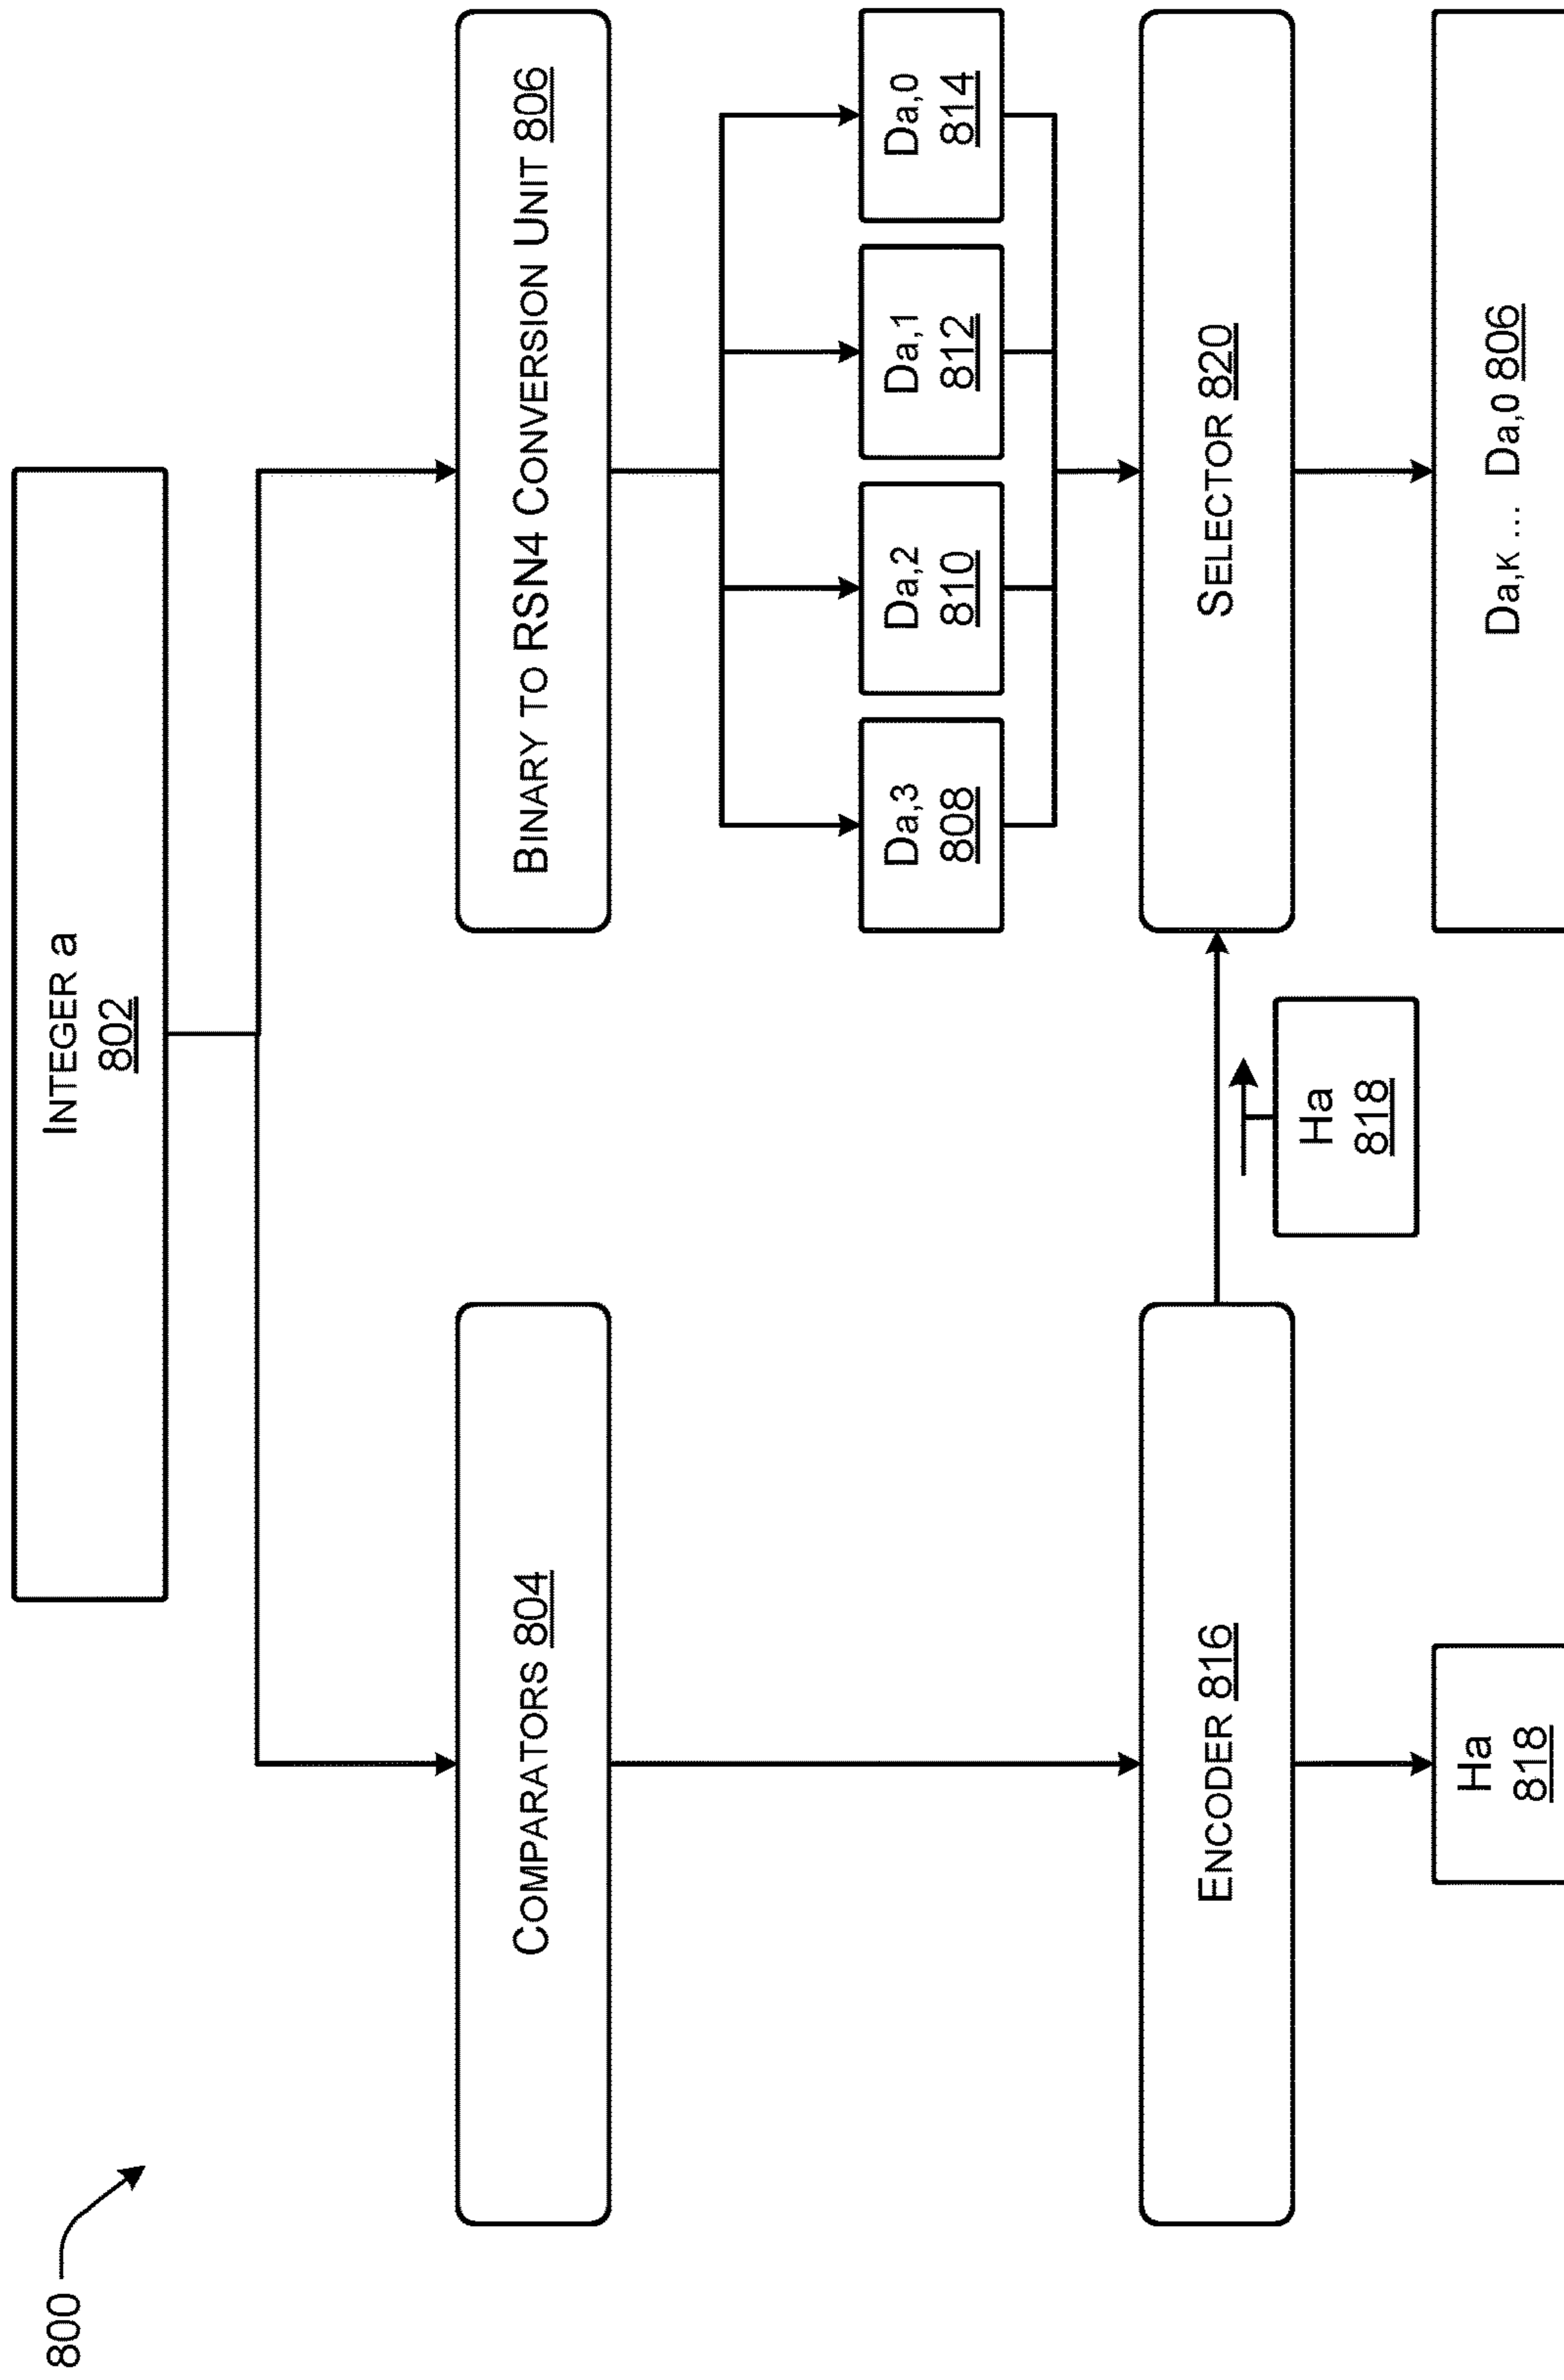 800
INTEGER a
802
COMPARATORS 804
BINARY TO RSN4 CONVERSION UNIT 806
Da,3
808
Da,2
810
Da,1
812
Da,0
814
ENCODER 816
SELECTOR 820
Ha
818
Ha
818
Da,K ... Da,0 806